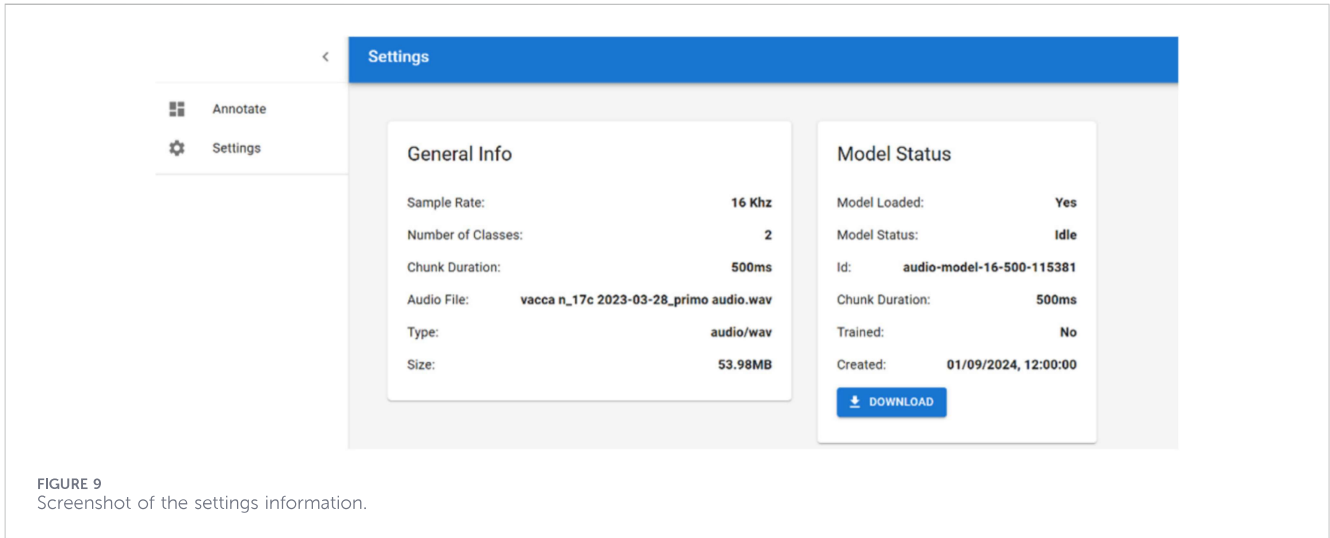 Settings
Annotate
Settings
General Info
Sample Rate: 16 Khz
Number of Classes: 2
Chunk Duration: 500ms
Audio File: vacca n_17c 2023-03-28_primo audio.wav
Type: audio/wav
Size: 53.98MB
Model Status
Model Loaded: Yes
Model Status: Idle
Id: audio-model-16-500-115381
Chunk Duration: 500ms
Trained: No
Created: 01/09/2024, 12:00:00
DOWNLOAD
FIGURE 9
Screenshot of the settings information.